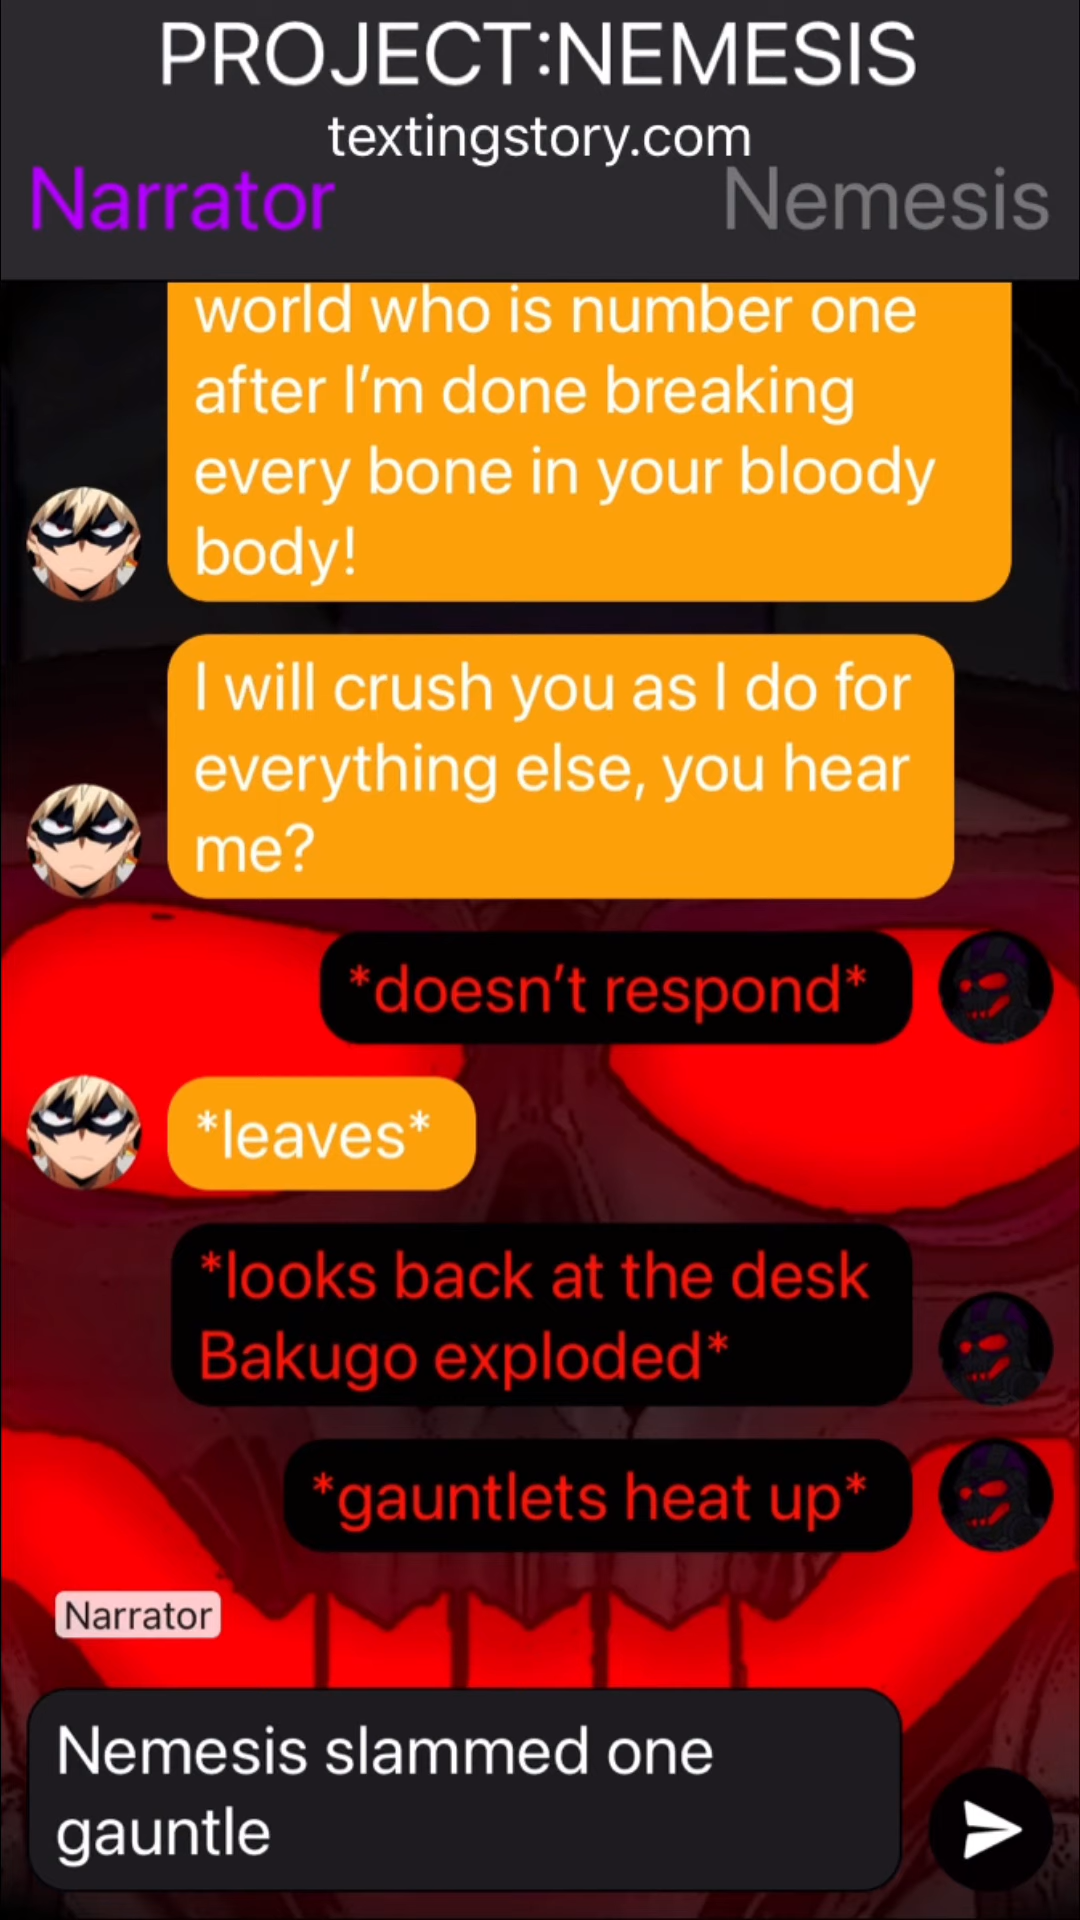 PROJECT:NEMESIS
textingstory.com
Narrator
Nemesis
world who is number one
after I’m done breaking
every bone in your bloody
body!
I will crush you as I do for
everything else, you hear
me?
*doesn’t respond*
*leaves*
*looks back at the desk
Bakugo exploded*
*gauntlets heat up*
Narrator
Nemesis slammed one
gauntle